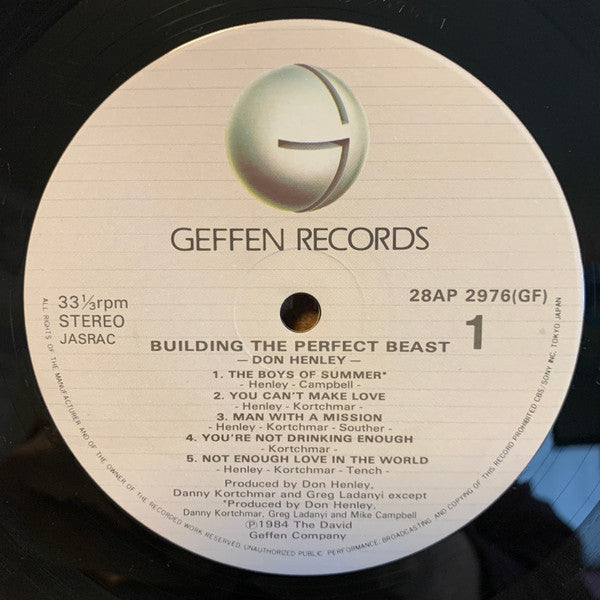 GEFFEN RECORDS
33⅓rpm
STEREO
JASRAC
28AP 2976(GF)
1
BUILDING THE PERFECT BEAST
— DON HENLEY —
1. THE BOYS OF SUMMER*
- Henley - Campbell -
2. YOU CAN'T MAKE LOVE
- Henley - Kortchmar -
3. MAN WITH A MISSION
- Henley - Kortchmar - Souther -
4. YOU'RE NOT DRINKING ENOUGH
- Kortchmar -
5. NOT ENOUGH LOVE IN THE WORLD
- Henley - Kortchmar - Tench -
Produced by Don Henley,
Danny Kortchmar and Greg Ladanyi except
*Produced by Don Henley,
Danny Kortchmar, Greg Ladanyi and Mike Campbell
℗1984 The David
Geffen Company
ALL RIGHTS OF THE MANUFACTURER AND OF THE OWNER OF THE RECORDED WORK RESERVED. UNAUTHORIZED PUBLIC PERFORMANCE, BROADCASTING, AND COPYING OF THIS RECORD PROHIBITED CBS/SONY INC. TOKYO JAPAN